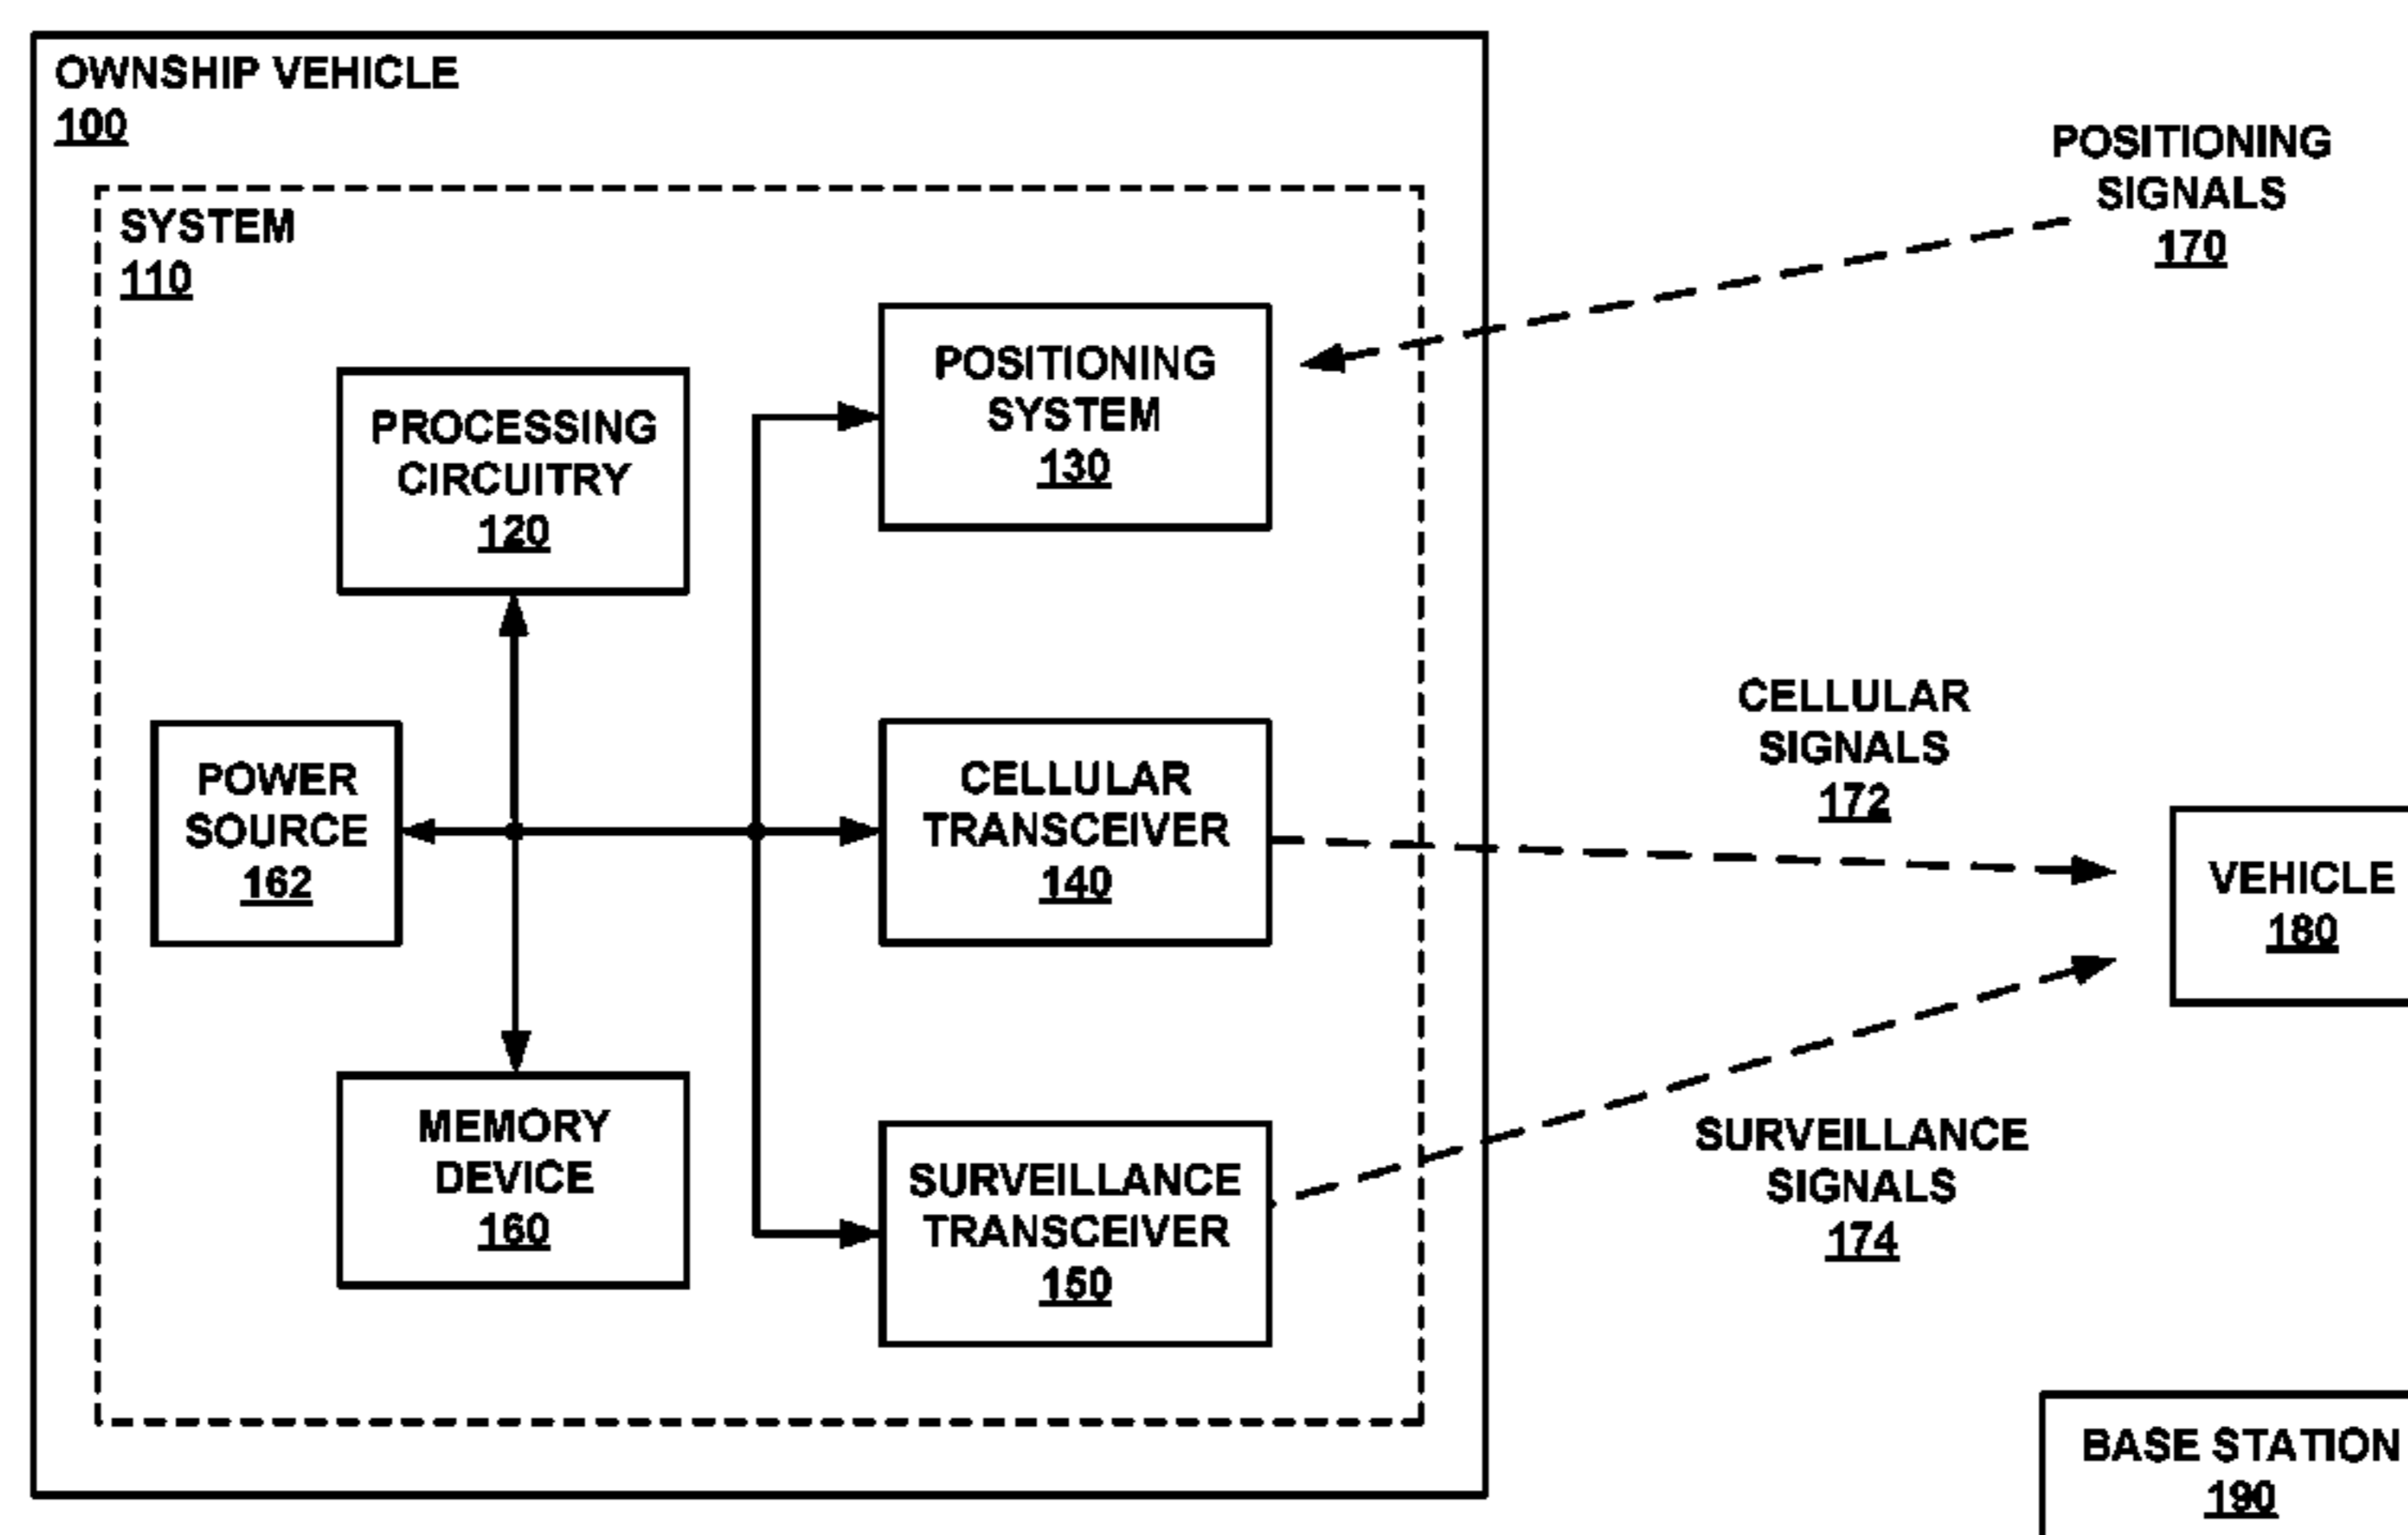 OWNSHIP VEHICLE
100
SYSTEM
110
PROCESSING
CIRCUITRY
120
POWER
SOURCE
162
MEMORY
DEVICE
160
POSITIONING
SYSTEM
130
CELLULAR
TRANSCEIVER
140
SURVEILLANCE
TRANSCEIVER
150
POSITIONING
SIGNALS
170
CELLULAR
SIGNALS
172
SURVEILLANCE
SIGNALS
174
VEHICLE
180
BASE STATION
190